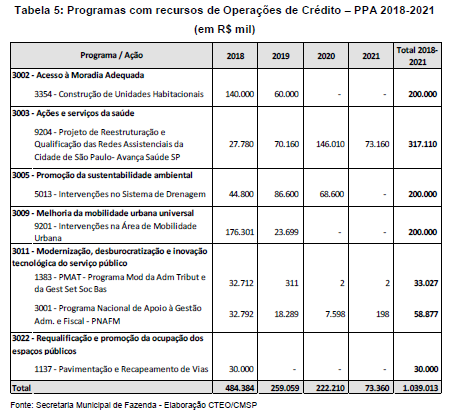 Tabela 5: Programas com recursos de Operações de Crédito – PPA 2018-2021
(em R$ mil)
Programa / Ação 2018 2019 2020 2021 Total 2018-
2021
3002 - Acesso à Moradia Adequada
3354 - Construção de Unidades Habitacionais 140.000 60.000 - - 200.000
3003 - Ações e serviços da saúde
9204 - Projeto de Reestruturação e
Qualificação das Redes Assistenciais da
Cidade de São Paulo- Avança Saúde SP 27.780 70.160 146.010 73.160 317.110
3005 - Promoção da sustentabilidade ambiental
5013 - Intervenções no Sistema de Drenagem 44.800 86.600 68.600 - 200.000
3009 - Melhoria da mobilidade urbana universal
9201 - Intervenções na Área de Mobilidade
Urbana 176.301 23.699 - - 200.000
3011 - Modernização, desburocratização e inovação
tecnológica do serviço público
1383 - PMAT - Programa Mod da Adm Tribut e
da Gest Set Soc Bas 32.712 311 2 2 33.027
3001 - Programa Nacional de Apoio à Gestão
Adm. e Fiscal - PNAFM 32.792 18.289 7.598 198 58.877
3022 - Requalificação e promoção da ocupação dos
espaços públicos
1137 - Pavimentação e Recapeamento de Vias 30.000 - - - 30.000
Total 484.384 259.059 222.210 73.360 1.039.013
Fonte: Secretaria Municipal de Fazenda - Elaboração CTEO/CMSP